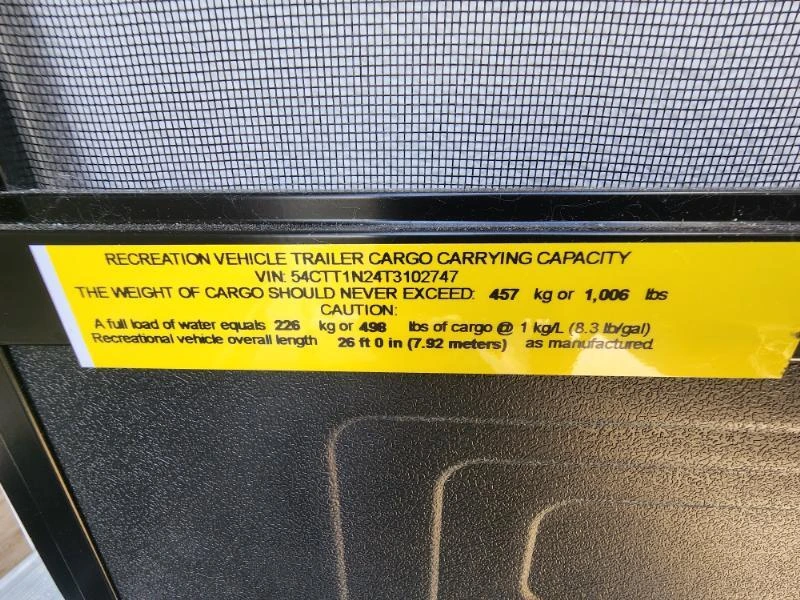 RECREATION VEHICLE TRAILER CARGO CARRYING CAPACITY
VIN: 54CTT1N24T3102747
THE WEIGHT OF CARGO SHOULD NEVER EXCEED: 457 kg or 1,006 lbs
CAUTION:
A full load of water equals 226 kg or 498 lbs of cargo @ 1 kg/L (8.3 lb/gal)
Recreational vehicle overall length 26 ft 0 in (7.92 meters) as manufactured